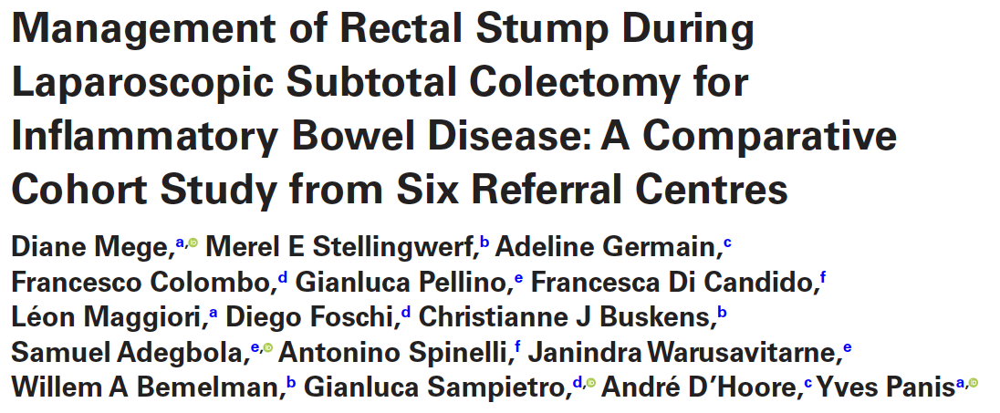 Management of Rectal Stump During
Laparoscopic Subtotal Colectomy for
Inflammatory Bowel Disease: A Comparative
Cohort Study from Six Referral Centres
Diane Mege,a, Merel E Stellingwerf,b Adeline Germain,c
Francesco Colombo,d Gianluca Pellino,e Francesca Di Candido,f
Léon Maggiori,a Diego Foschi,d Christianne J Buskens,b
Samuel Adegbola,e, Antonino Spinelli,f Janindra Warusavitarne,e
Willem A Bemelman,b Gianluca Sampietro,d, André D’Hoore,c Yves Panisa,